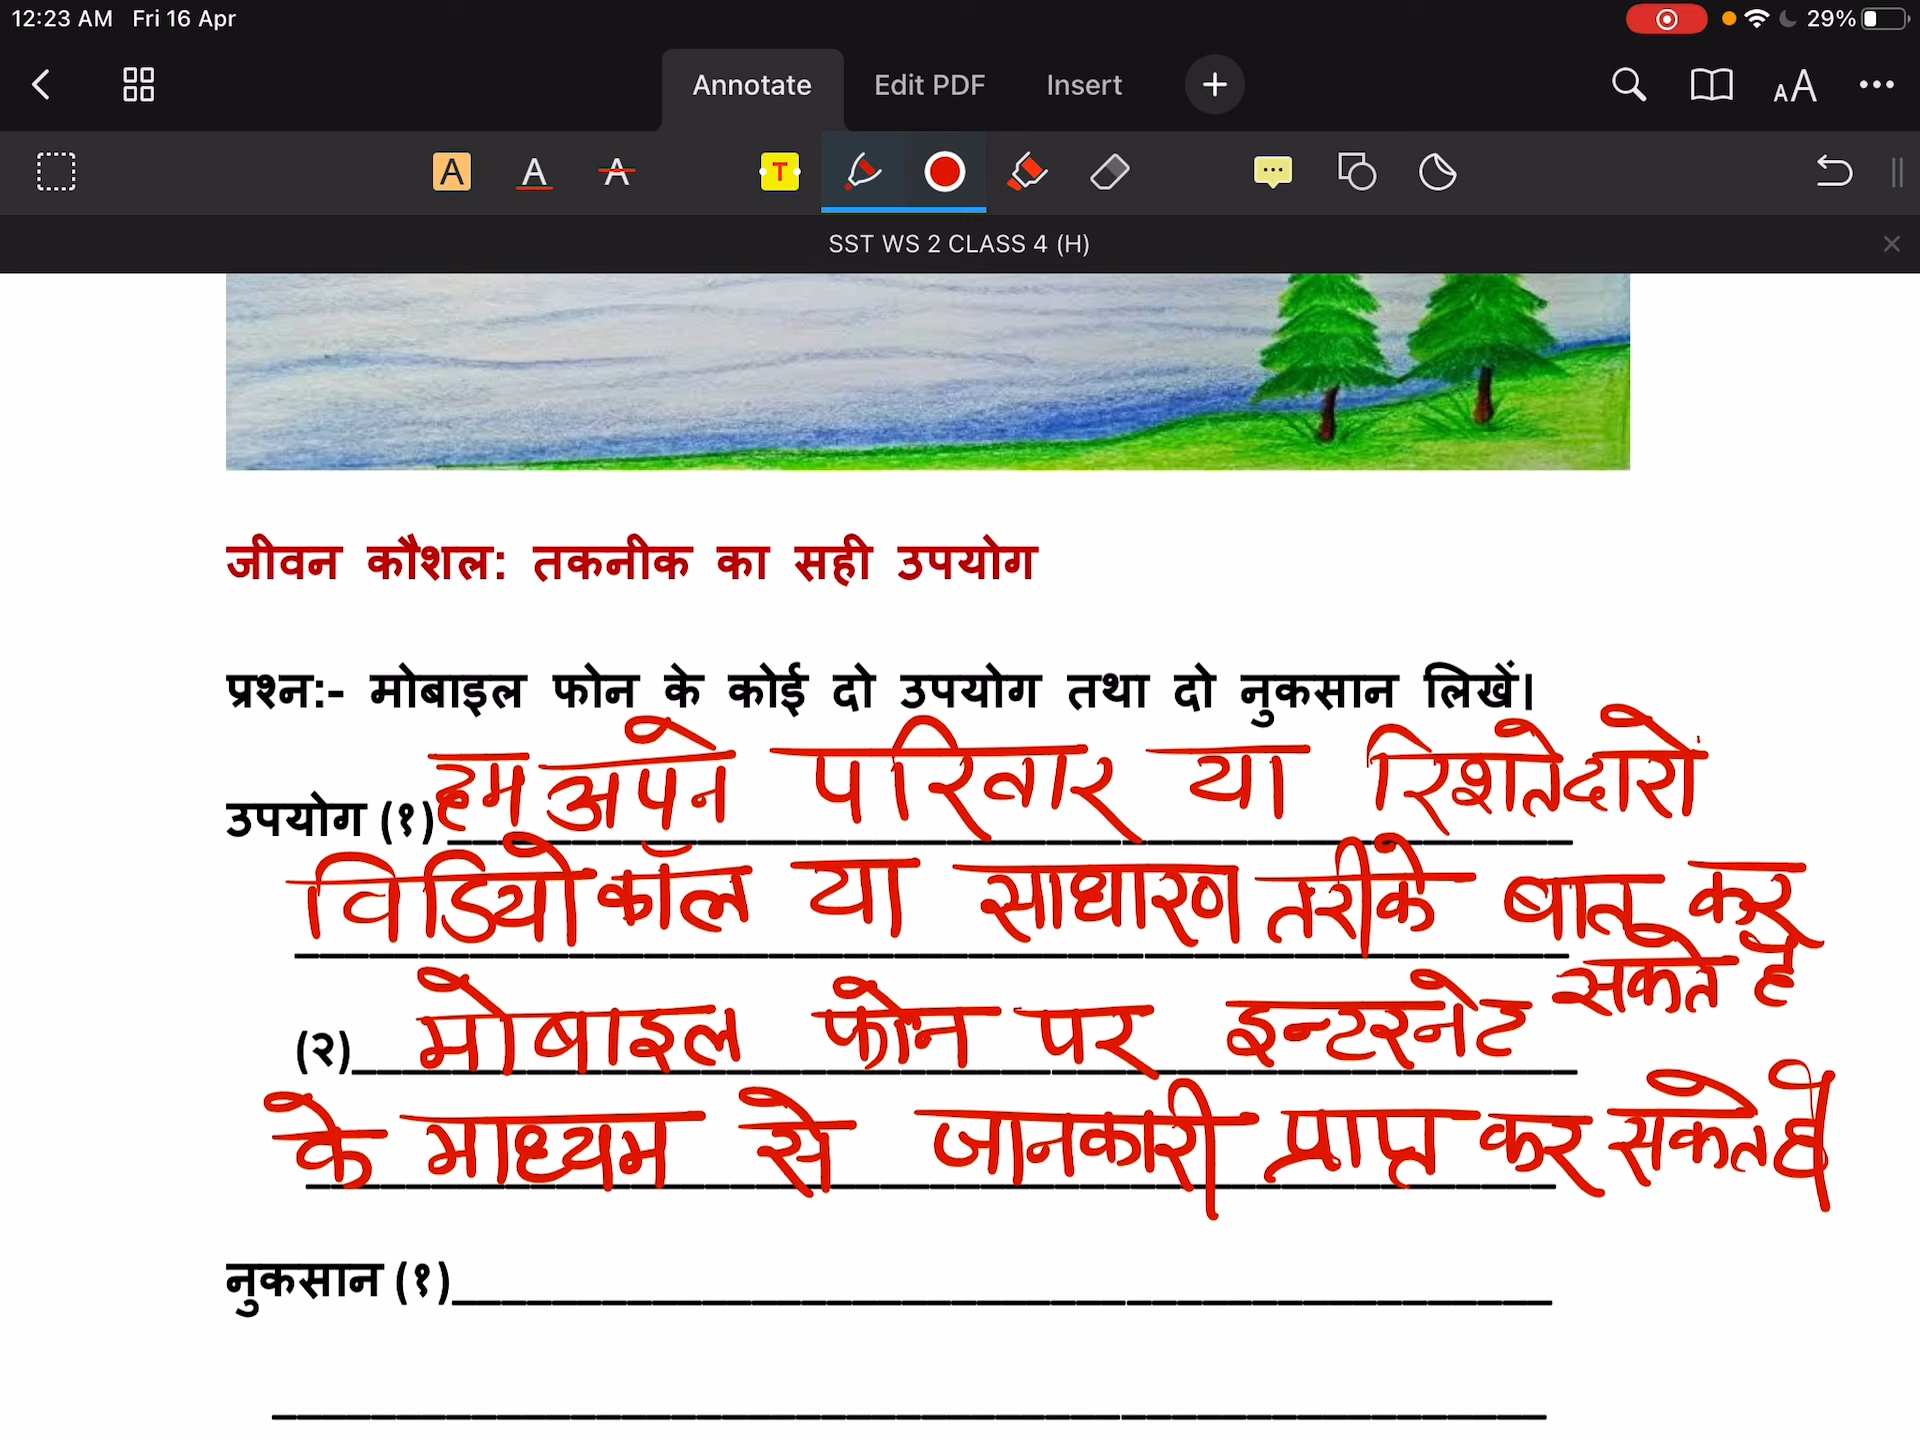 12:23 AM Fri 16 Apr 29%
Annotate Edit PDF Insert
SST WS 2 CLASS 4 (H)
जीवन कौशल: तकनीक का सही उपयोग
प्रश्न:- मोबाइल फोन के कोई दो उपयोग तथा दो नुकसान लिखें।
उपयोग (१) हम अपने परिवार या रिशतेदारो
विडियो कॉल या साधारण तरीके बात कर
सकते हे
(२) मोबाइल फोन पर इन्टरनेट
के माध्यम से जानकारी प्राप्त कर सकते हे
नुकसान (१)